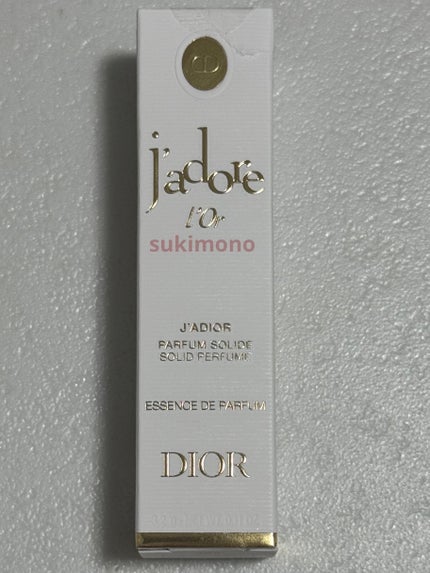 j'adore
l'Or
sukimono
J'ADIOR
PARFUM SOLIDE
SOLID PERFUME
ESSENCE DE PARFUM
DIOR